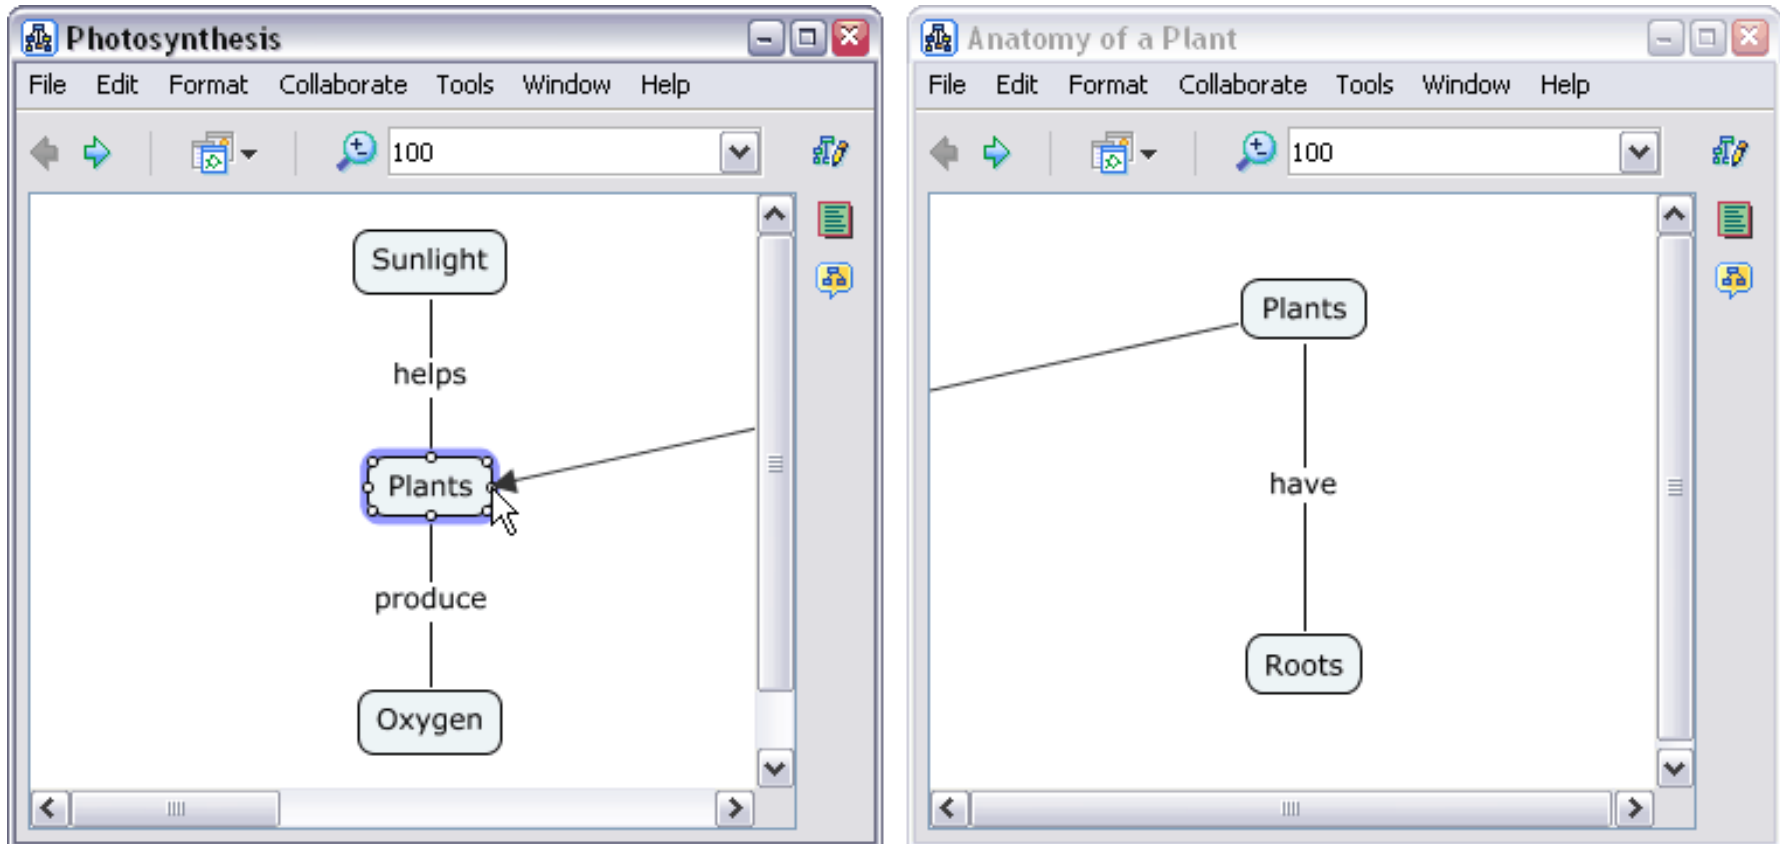 Photosynthesis
File Edit Format Collaborate Tools Window Help
100
Sunlight
helps
Plants
produce
Oxygen
Anatomy of a Plant
File Edit Format Collaborate Tools Window Help
100
Plants
have
Roots